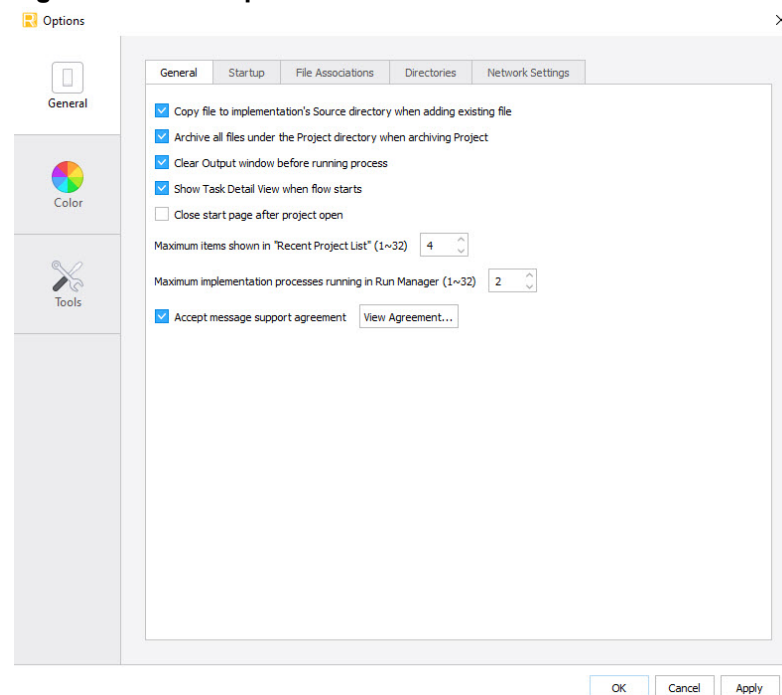 Options
General
Color
Tools
General Startup File Associations Directories Network Settings
Copy file to implementation's Source directory when adding existing file
Archive all files under the Project directory when archiving Project
Clear Output window before running process
Show Task Detail View when flow starts
Close start page after project open
Maximum items shown in "Recent Project List" (1~32) 4
Maximum implementation processes running in Run Manager (1~32) 2
Accept message support agreement View Agreement...
OK Cancel Apply